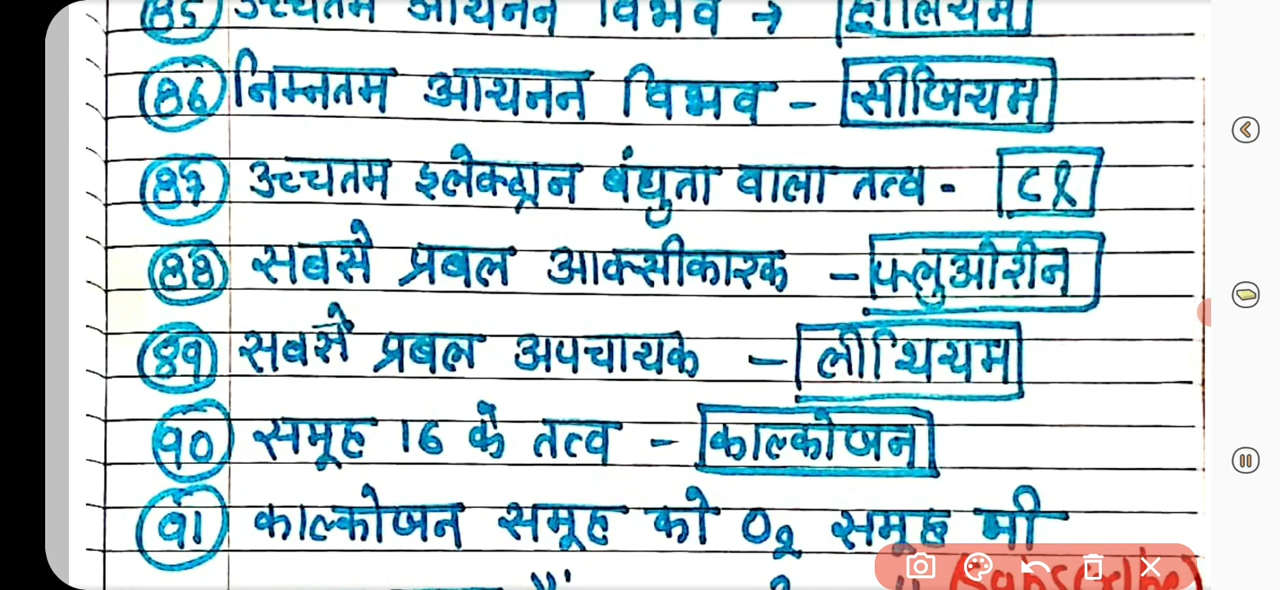 85 उच्चतम आयनन विभव → हीलियम
86 निम्नतम आयनन विभव - सीजियम
87 उच्चतम इलेक्ट्रान बंधुता वाला तत्व - Cl
88 सबसे प्रबल आक्सीकारक - फ्लुओरीन
89 सबसे प्रबल अपचायक - लीथियम
90 समूह 16 के तत्व - काल्कोजन
91 काल्कोजन समूह को O₂ समूह भी
(Subscribe)